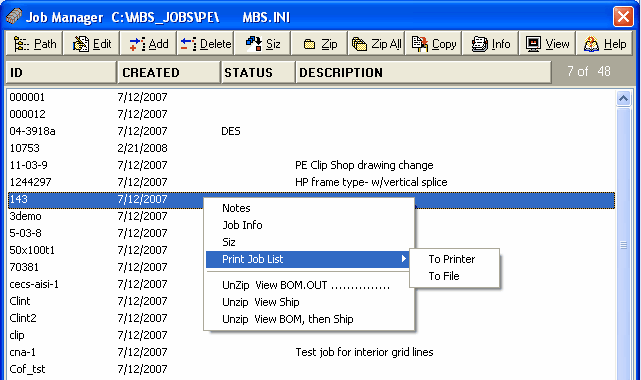 Job Manager C:\MBS_JOBS\PE\ MBS.INI
Path Edit Add Delete Siz Zip Zip All Copy Info View Help
ID CREATED STATUS DESCRIPTION 7 of 48
000001 7/12/2007
000012 7/12/2007
04-3918a 7/12/2007 DES
10753 2/21/2008
11-03-9 7/12/2007 PE Clip Shop drawing change
1244297 7/12/2007 HP frame type- w/vertical splice
143 7/12/2007
3demo 7/12/2007 Notes
5-03-8 7/12/2007 Job Info
50x100t1 7/12/2007 Siz
70381 7/12/2007 Print Job List To Printer
cecs-aisi-1 7/12/2007 To File
Clint 7/12/2007 UnZip View BOM.OUT ...............
Clint2 7/12/2007 Unzip View Ship
clip 7/12/2007 Unzip View BOM, then Ship
cna-1 7/12/2007 Test job for interior grid lines
Cof_tst 7/12/2007